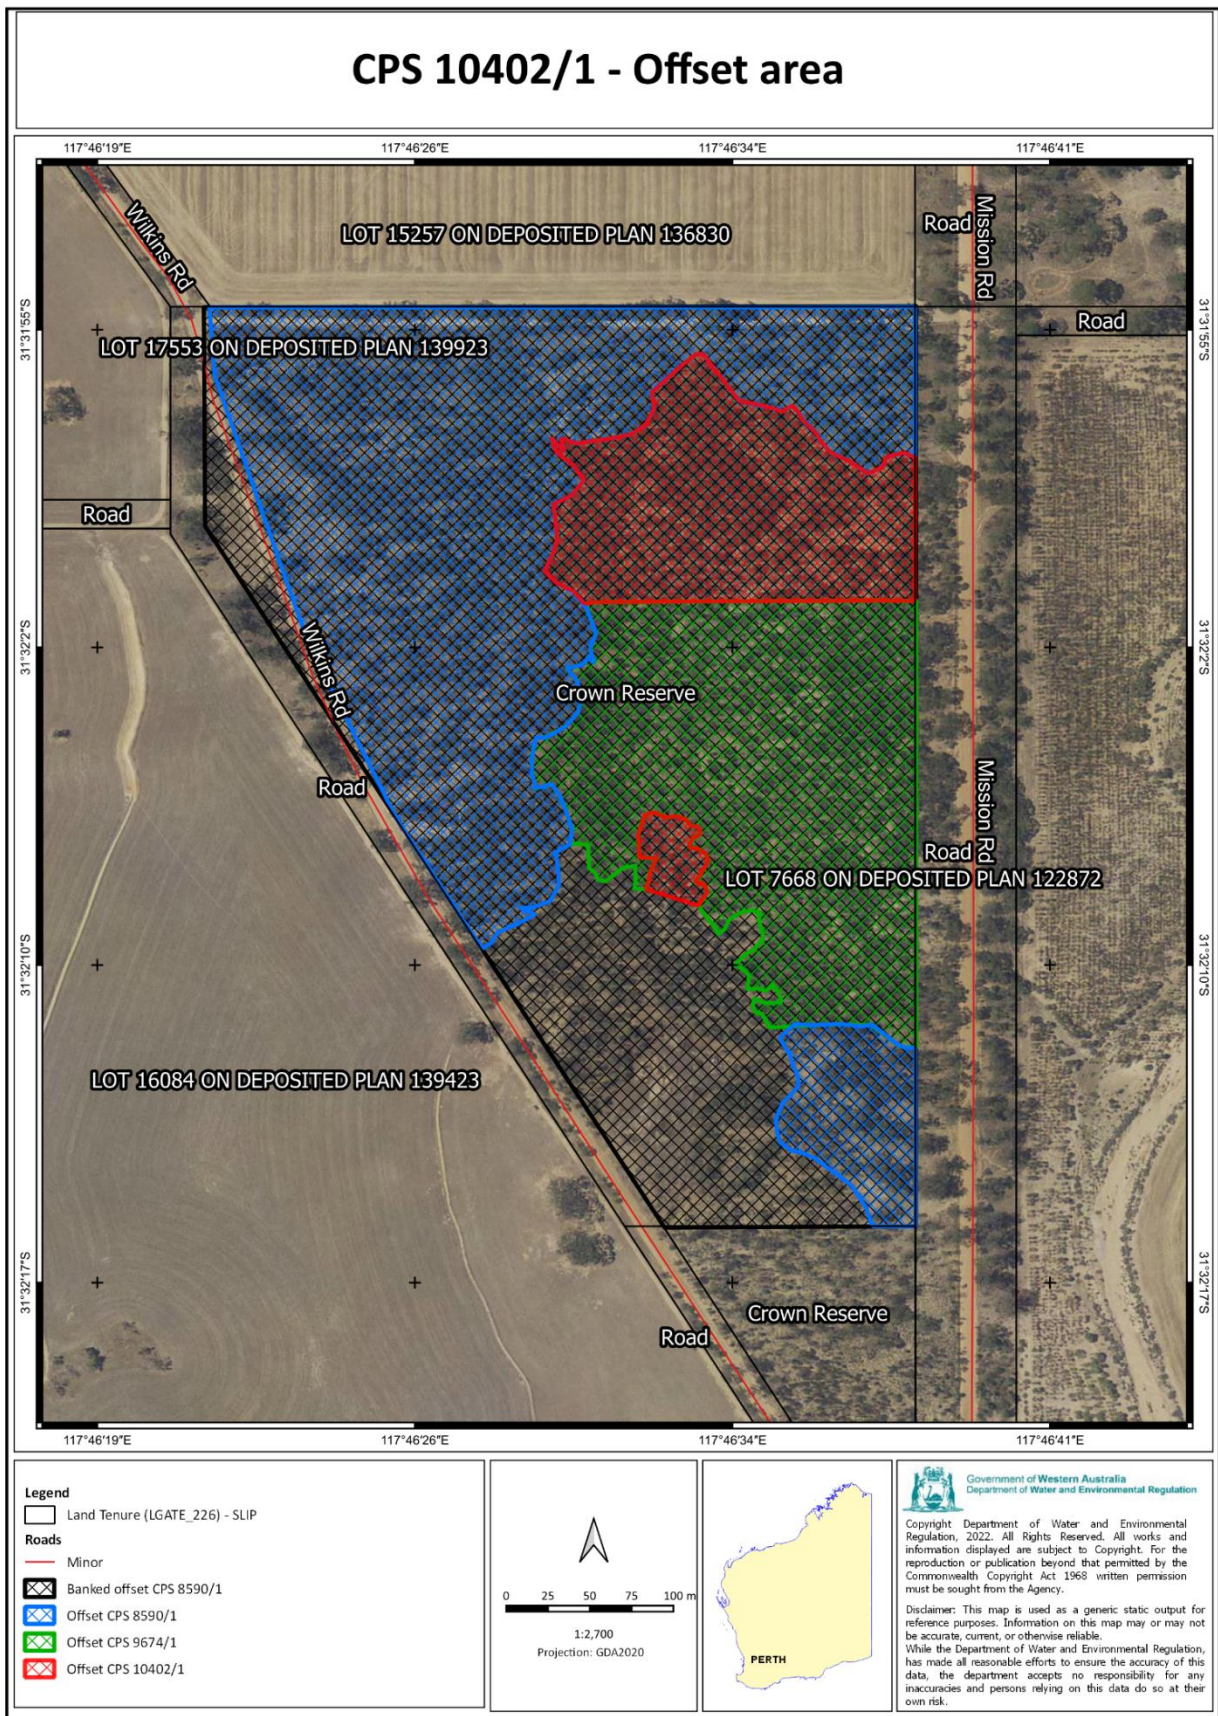 CPS 10402/1 - Offset area
117°46'19"E
117°46'26"E
117°46'34"E
117°46'41"E
Wilkins Rd
LOT 15257 ON DEPOSITED PLAN 136830
Road
Mission Rd
31°31'55"S
31°31'55"S
LOT 17553 ON DEPOSITED PLAN 139923
Road
Road
31°32'2"S
31°32'2"S
Wilkins Rd
Crown Reserve
Road
Mission Rd
Road
LOT 7668 ON DEPOSITED PLAN 122872
31°32'10"S
31°32'10"S
LOT 16084 ON DEPOSITED PLAN 139423
31°32'17"S
31°32'17"S
Crown Reserve
Road
117°46'19"E
117°46'26"E
117°46'34"E
117°46'41"E
Legend
Land Tenure (LGATE_226) - SLIP
Roads
Minor
Banked offset CPS 8590/1
Offset CPS 8590/1
Offset CPS 9674/1
Offset CPS 10402/1
0 25 50 75 100 m
1:2,700
Projection: GDA2020
PERTH
Government of Western Australia
Department of Water and Environmental Regulation
Copyright Department of Water and Environmental
Regulation, 2022. All Rights Reserved. All works and
information displayed are subject to Copyright. For the
reproduction or publication beyond that permitted by the
Commonwealth Copyright Act 1968 written permission
must be sought from the Agency.
Disclaimer: This map is used as a generic static output for
reference purposes. Information on this map may or may not
be accurate, current, or otherwise reliable.
While the Department of Water and Environmental Regulation,
has made all reasonable efforts to ensure the accuracy of this
data, the department accepts no responsibility for any
inaccuracies and persons relying on this data do so at their
own risk.